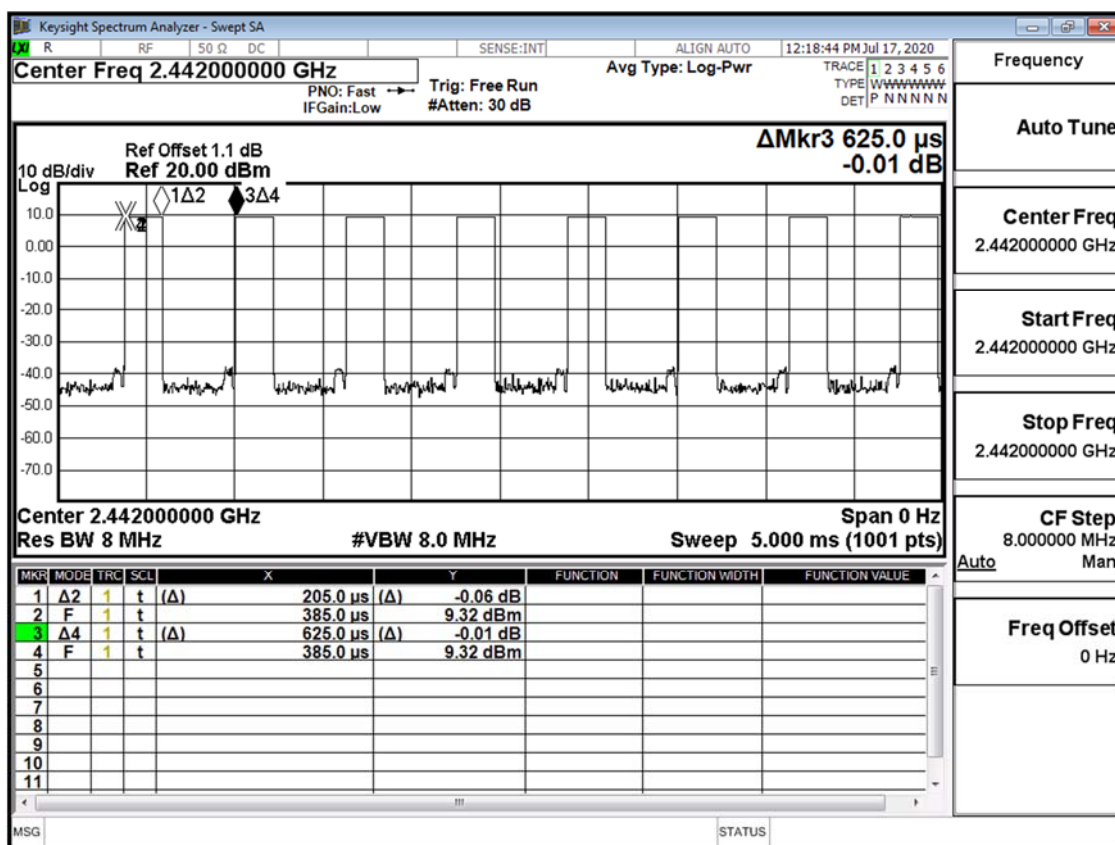 Keysight Spectrum Analyzer - Swept SA
LXI R RF 50 Ω DC SENSE:INT ALIGN AUTO 12:18:44 PM Jul 17, 2020
Center Freq 2.442000000 GHz
PNO: Fast
IFGain:Low
Trig: Free Run
#Atten: 30 dB
Avg Type: Log-Pwr
TRACE 1 2 3 4 5 6
TYPE WWWWWWW
DET P N N N N N
ΔMkr3 625.0 µs
-0.01 dB
10 dB/div
Log
Ref Offset 1.1 dB
Ref 20.00 dBm
1Δ2
3Δ4
10.0
0.00
-10.0
-20.0
-30.0
-40.0
-50.0
-60.0
-70.0
Center 2.442000000 GHz
Span 0 Hz
Res BW 8 MHz
#VBW 8.0 MHz
Sweep 5.000 ms (1001 pts)
MKR MODE TRC SCL X Y FUNCTION FUNCTION WIDTH FUNCTION VALUE
1 Δ2 1 t (Δ) 205.0 µs (Δ) -0.06 dB
2 F 1 t 385.0 µs 9.32 dBm
3 Δ4 1 t (Δ) 625.0 µs (Δ) -0.01 dB
4 F 1 t 385.0 µs 9.32 dBm
5
6
7
8
9
10
11
MSG
STATUS
Frequency
Auto Tune
Center Freq
2.442000000 GHz
Start Freq
2.442000000 GHz
Stop Freq
2.442000000 GHz
CF Step
8.000000 MHz
Auto Man
Freq Offset
0 Hz